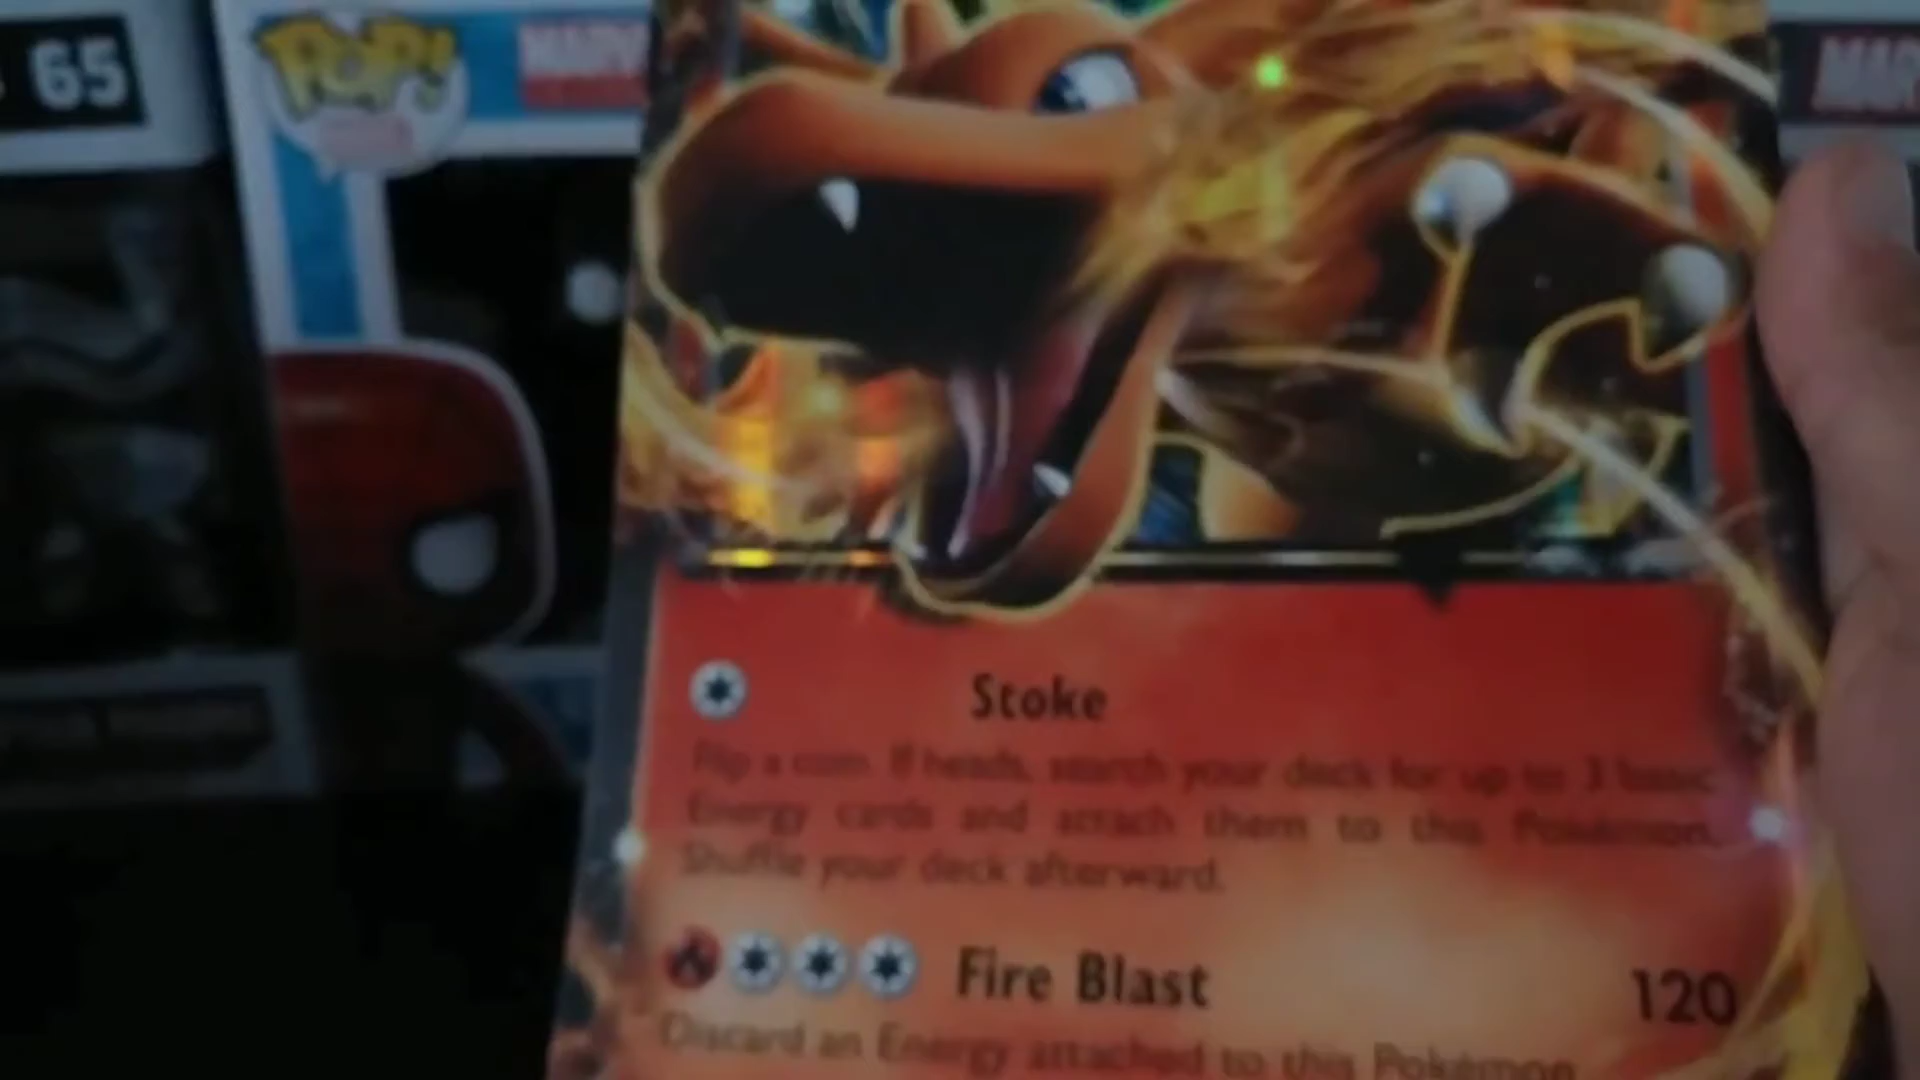 65
POP!
MARV
MAR
Stoke
Flip a coin. If heads, search your deck for up to 3 basic
Energy cards and attach them to this Pokémon.
Shuffle your deck afterward.
Fire Blast 120
Discard an Energy attached to this Pokémon.